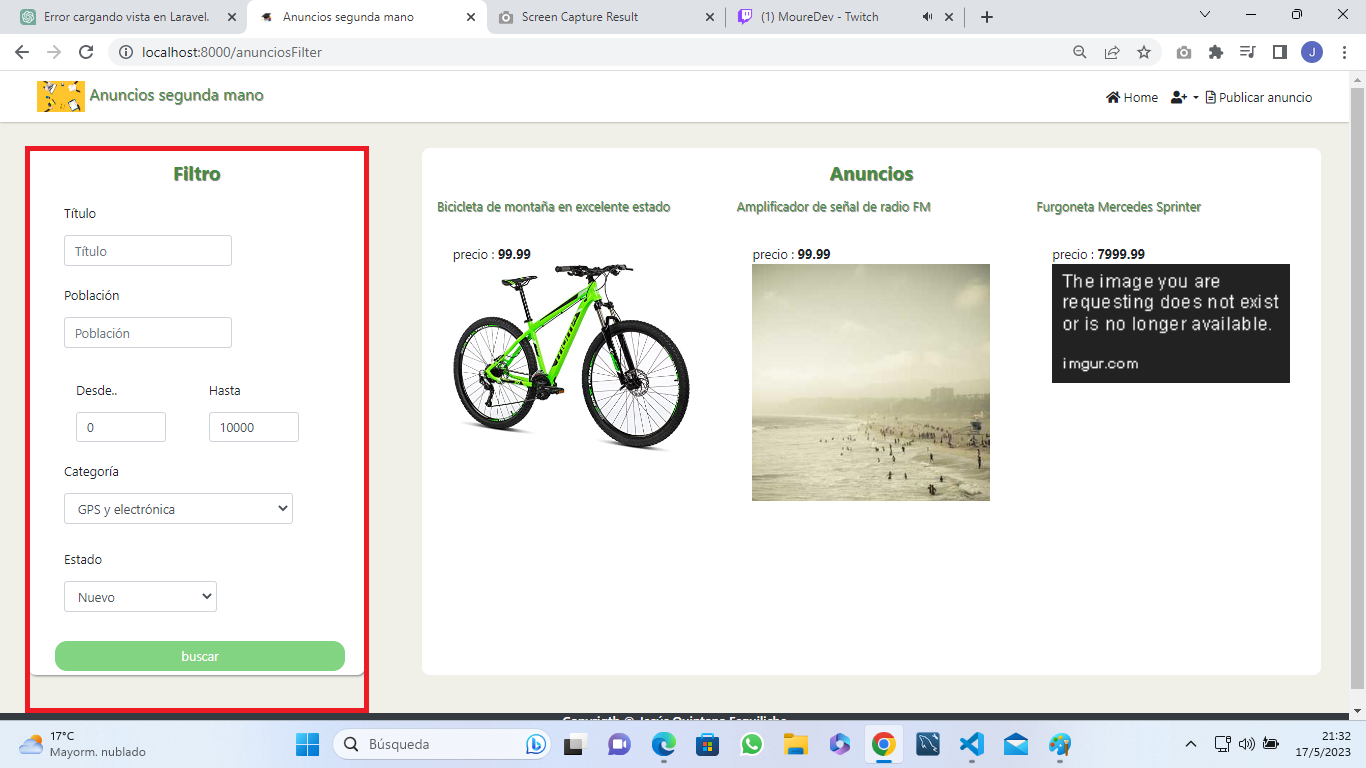 Error cargando vista en Laravel.
Anuncios segunda mano
Screen Capture Result
(1) MoureDev - Twitch
localhost:8000/anunciosFilter
J
Anuncios segunda mano
Home
Publicar anuncio
Filtro
Título
Título
Población
Población
Desde..
Hasta
0
10000
Categoría
GPS y electrónica
Estado
Nuevo
buscar
Anuncios
Bicicleta de montaña en excelente estado
precio : 99.99
Amplificador de señal de radio FM
precio : 99.99
Furgoneta Mercedes Sprinter
precio : 7999.99
The image you are
requesting does not exist
or is no longer available.
imgur.com
17°C
Mayorm. nublado
Búsqueda
21:32
17/5/2023